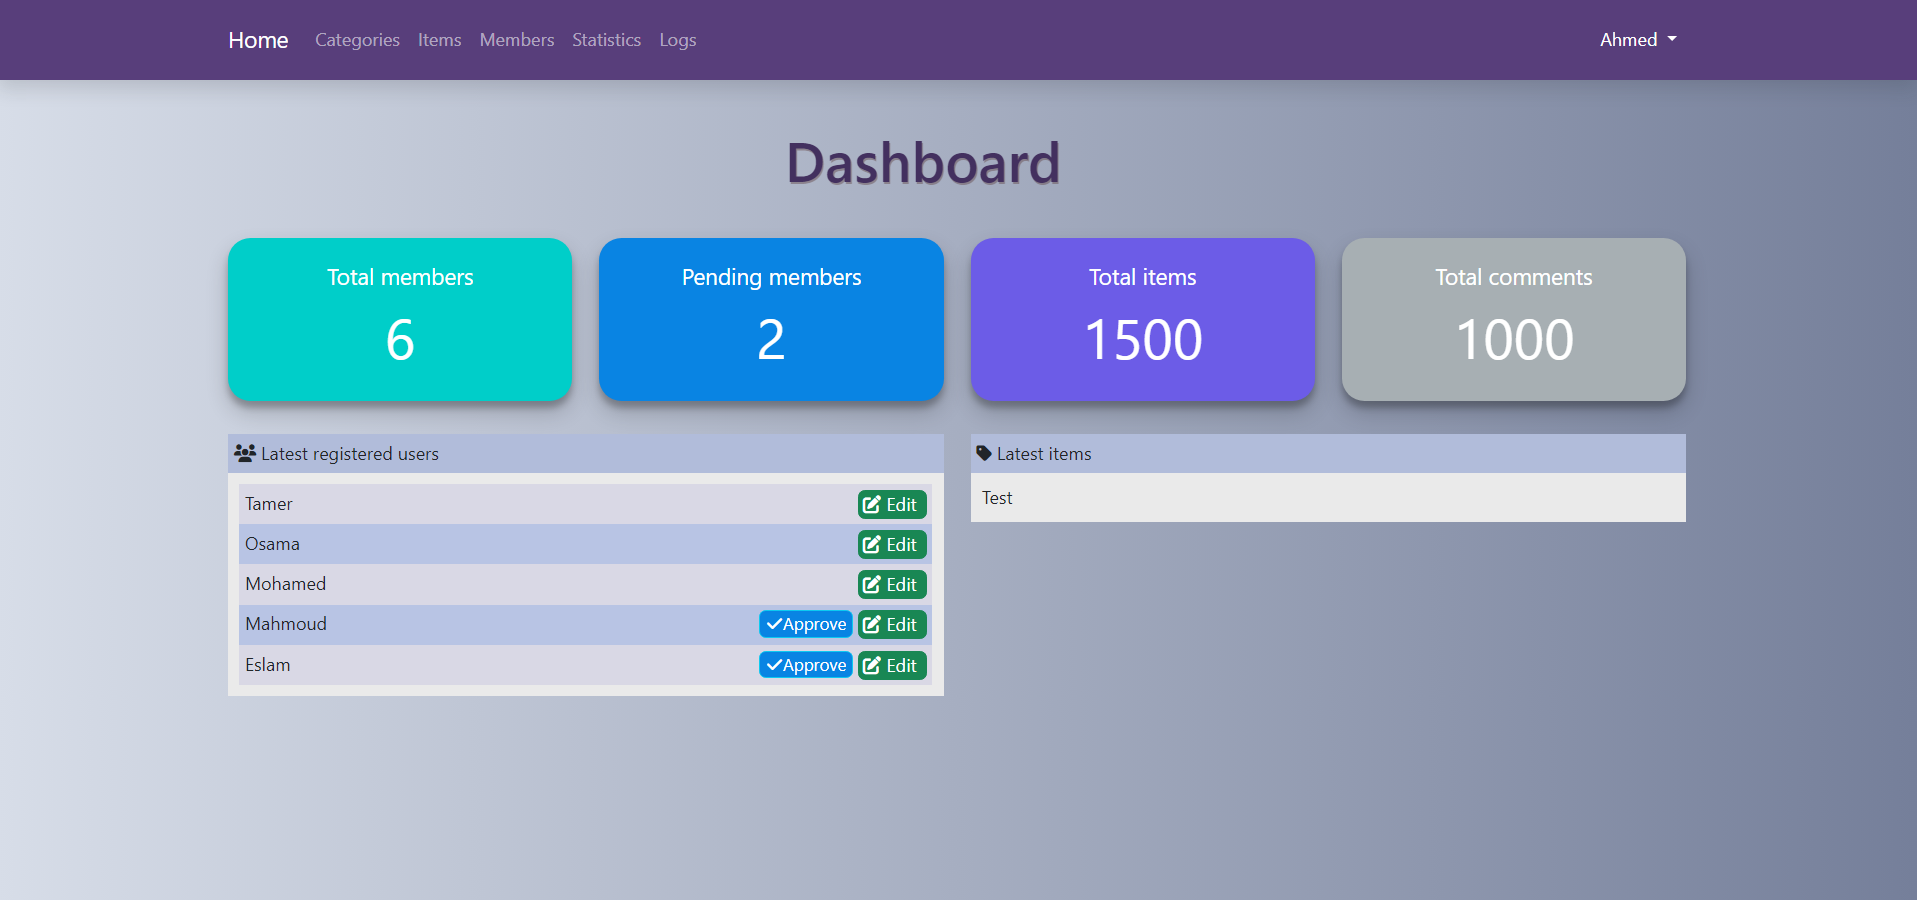 Home Categories Items Members Statistics Logs Ahmed
Dashboard
Total members
6
Pending members
2
Total items
1500
Total comments
1000
Latest registered users
Tamer Edit
Osama Edit
Mohamed Edit
Mahmoud Approve Edit
Eslam Approve Edit
Latest items
Test